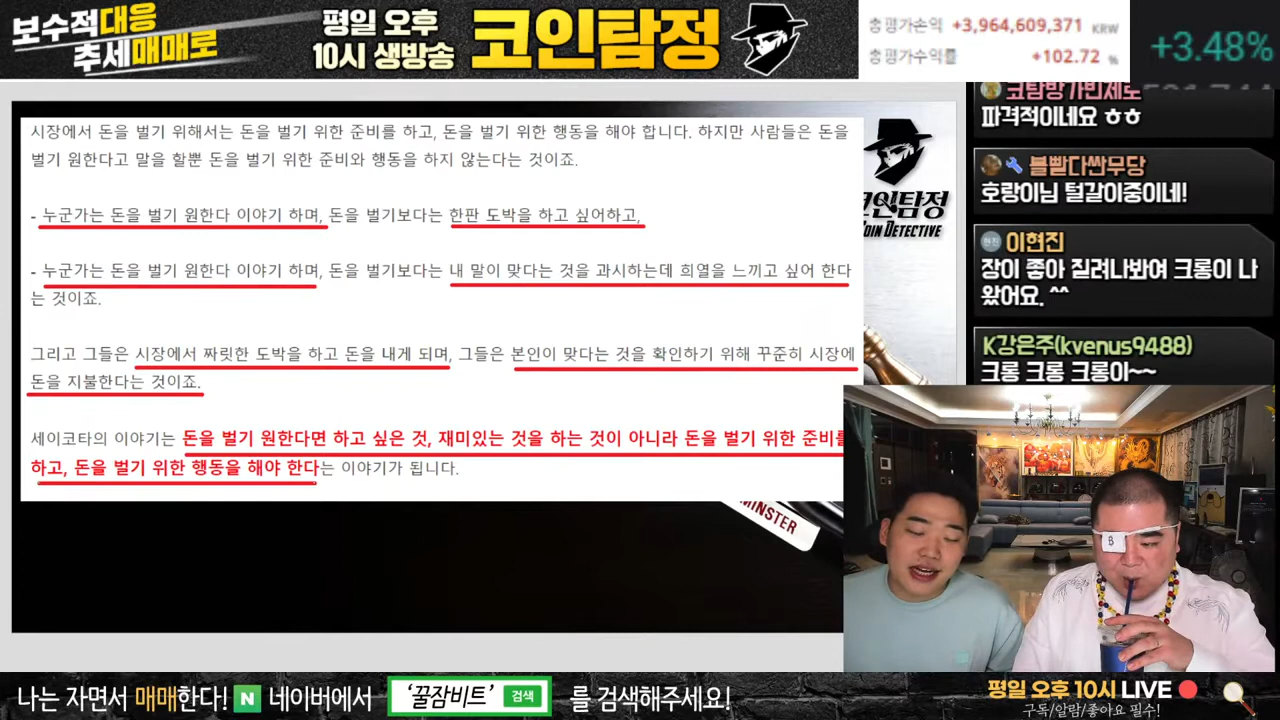 보수적대응
추세매매로
평일 오후
10시 생방송
코인탐정
총평가손익 +3,964,609,371 KRW
총평가수익률 +102.72 %
+3.48%
시장에서 돈을 벌기 위해서는 돈을 벌기 위한 준비를 하고, 돈을 벌기 위한 행동을 해야 합니다. 하지만 사람들은 돈을
벌기 원한다고 말을 할뿐 돈을 벌기 위한 준비와 행동을 하지 않는다는 것이죠.
- 누군가는 돈을 벌기 원한다 이야기 하며, 돈을 벌기보다는 한판 도박을 하고 싶어하고,
- 누군가는 돈을 벌기 원한다 이야기 하며, 돈을 벌기보다는 내 말이 맞다는 것을 과시하는데 희열을 느끼고 싶어 한다
는 것이죠.
그리고 그들은 시장에서 짜릿한 도박을 하고 돈을 내게 되며, 그들은 본인이 맞다는 것을 확인하기 위해 꾸준히 시장에
돈을 지불한다는 것이죠.
세이코타의 이야기는 돈을 벌기 원한다면 하고 싶은 것, 재미있는 것을 하는 것이 아니라 돈을 벌기 위한 준비를
하고, 돈을 벌기 위한 행동을 해야 한다는 이야기가 됩니다.
코인탐정
COIN DETECTIVE
MINSTER
파격적이네요 ㅎㅎ
블빨다싼무당
호랑이님 털갈이중이네!
이현진
장이 좋아 질려나봐여 크롱이 나
왔어요. ^^
K강은주(kvenus9488)
크롱 크롱 크롱이~~
B
나는 자면서 매매한다! N 네이버에서 '꿀잠비트' 검색 를 검색해주세요!
평일 오후 10시 LIVE
구독/알람/좋아요 필수!